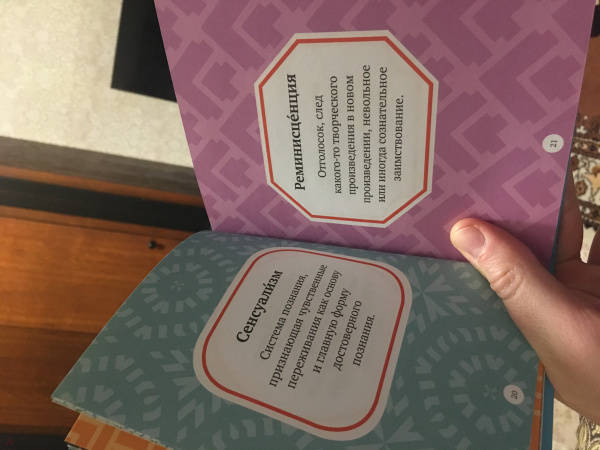 Сенсуали́зм
Система познания,
признающая чувственные
переживания как основу
и главную форму
достоверного
познания.
20
Реминисце́нция
Отголосок, след
какого-то творческого
произведения в новом
произведении, невольное
или иногда сознательное
заимствование.
21